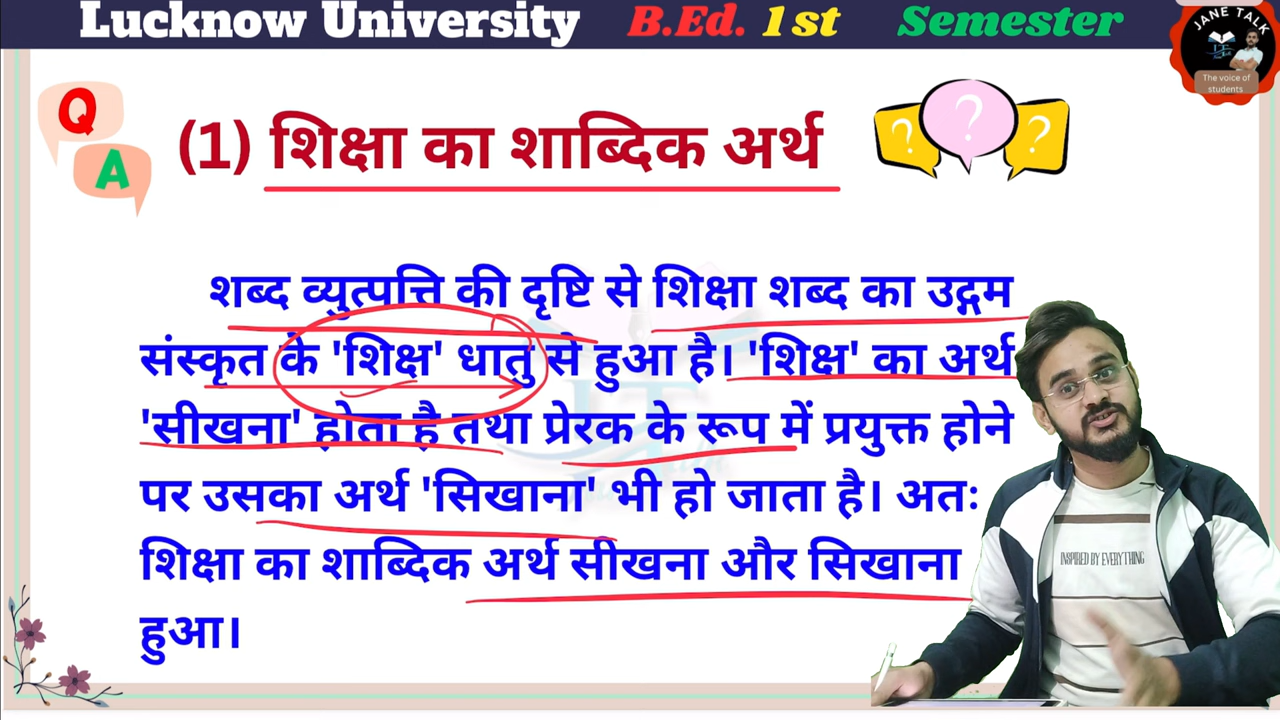 Lucknow University B.Ed. 1st Semester
JANE TALK
The voice of
students
Q
A
(1) शिक्षा का शाब्दिक अर्थ
? ? ?
शब्द व्युत्पत्ति की दृष्टि से शिक्षा शब्द का उद्गम
संस्कृत के 'शिक्ष' धातु से हुआ है। 'शिक्ष' का अर्थ
'सीखना' होता है तथा प्रेरक के रूप में प्रयुक्त होने
पर उसका अर्थ 'सिखाना' भी हो जाता है। अतः
शिक्षा का शाब्दिक अर्थ सीखना और सिखाना
हुआ।
INSPIRED BY EVERYTHING